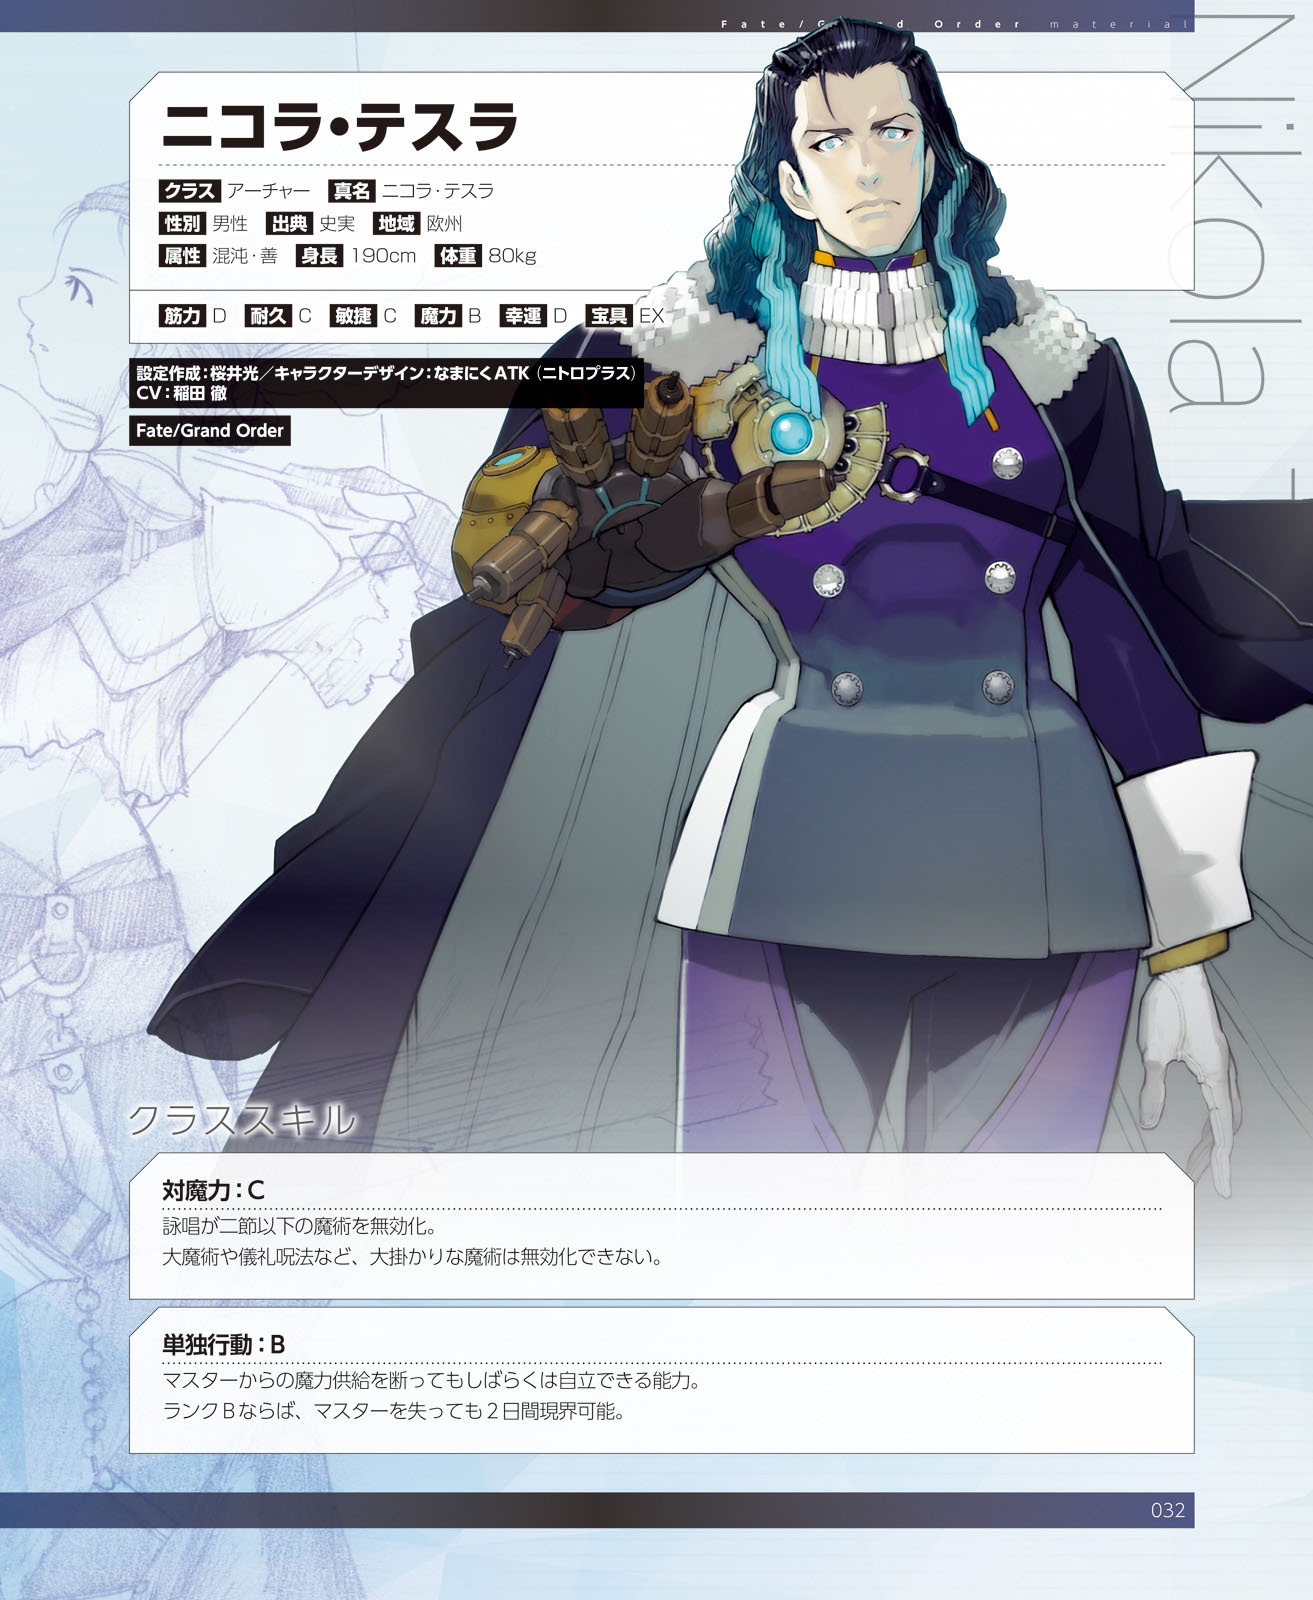 Fate/Grand Order material
Nikola T
ニコラ・テスラ
クラス アーチャー 真名 ニコラ・テスラ
性別 男性 出典 史実 地域 欧州
属性 混沌・善 身長 190cm 体重 80kg
筋力 D 耐久 C 敏捷 C 魔力 B 幸運 D 宝具 EX
設定作成：桜井光／キャラクターデザイン：なまにくATK（ニトロプラス）
CV：稲田 徹
Fate/Grand Order
クラススキル
対魔力：C
詠唱が二節以下の魔術を無効化。
大魔術や儀礼呪法など、大掛かりな魔術は無効化できない。
単独行動：B
マスターからの魔力供給を断ってもしばらくは自立できる能力。
ランクBならば、マスターを失っても2日間現界可能。
032